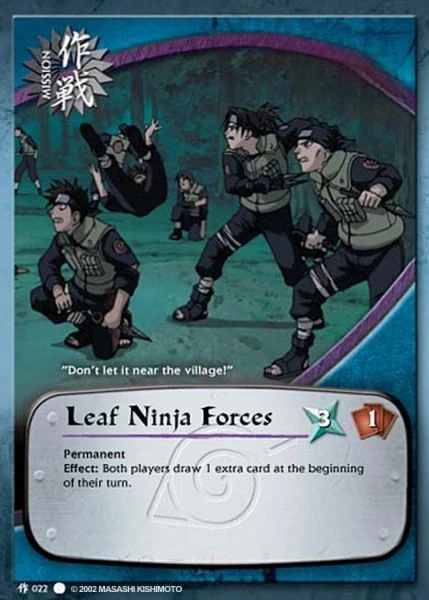 MISSION
作戦
"Don't let it near the village!"
Leaf Ninja Forces 3 1
Permanent
Effect: Both players draw 1 extra card at the beginning
of their turn.
作 022 © 2002 MASASHI KISHIMOTO